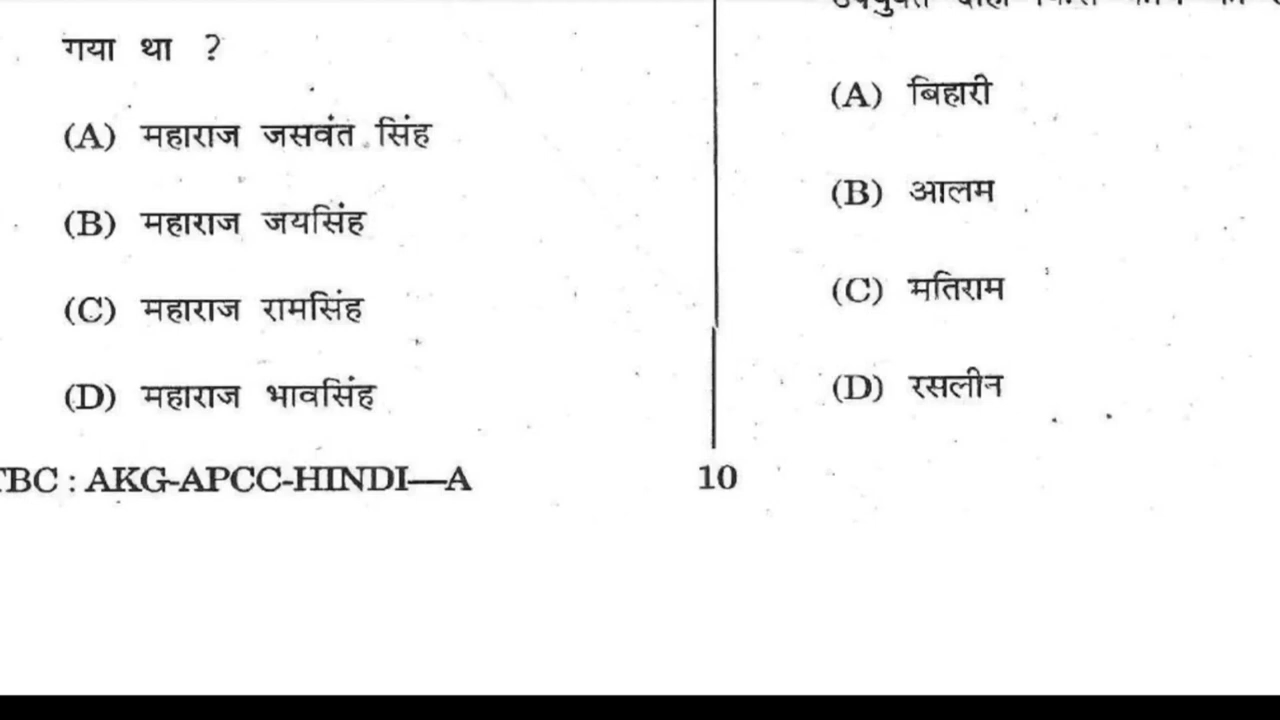 गया था ?
(A) महाराज जसवंत सिंह
(B) महाराज जयसिंह
(C) महाराज रामसिंह
(D) महाराज भावसिंह
(A) बिहारी
(B) आलम
(C) मतिराम
(D) रसलीन
TBC : AKG-APCC-HINDI—A
10